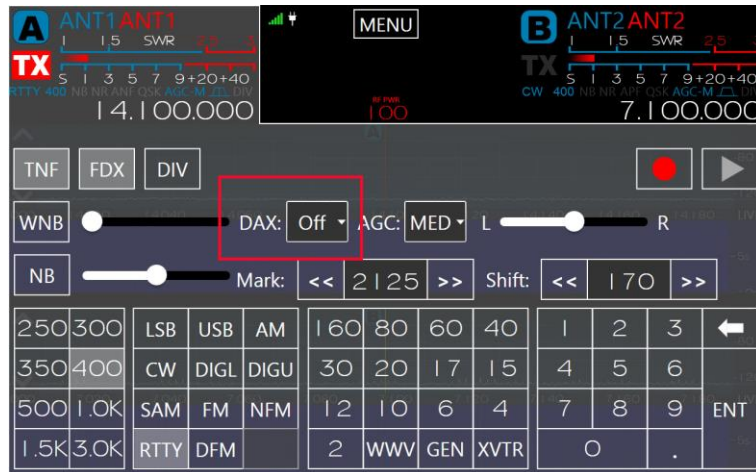 A ANT1 ANT1
MENU
B ANT2 ANT2
1 1.5 SWR 2.5 3
1 1.5 SWR 2.5
TX S 1 3 5 7 9+20+40
TX S 1 3 5 7 9+20+40
RTTY 400 NB NR ANF QSK AGC-M DIV
RF PWR
CW 400 NB NR APF QSK AGC-M DIV
14.100.000
100
7.100.000
TNF FDX DIV
WNB DAX: Off AGC: MED L R
NB Mark: << 2125 >> Shift: << 170 >>
250 300 LSB USB AM 160 80 60 40 1 2 3
350 400 CW DIGL DIGU 30 20 17 15 4 5 6
500 1.0K SAM FM NFM 12 10 6 4 7 8 9 ENT
1.5K 3.0K RTTY DFM 2 WWV GEN XVTR 0 .